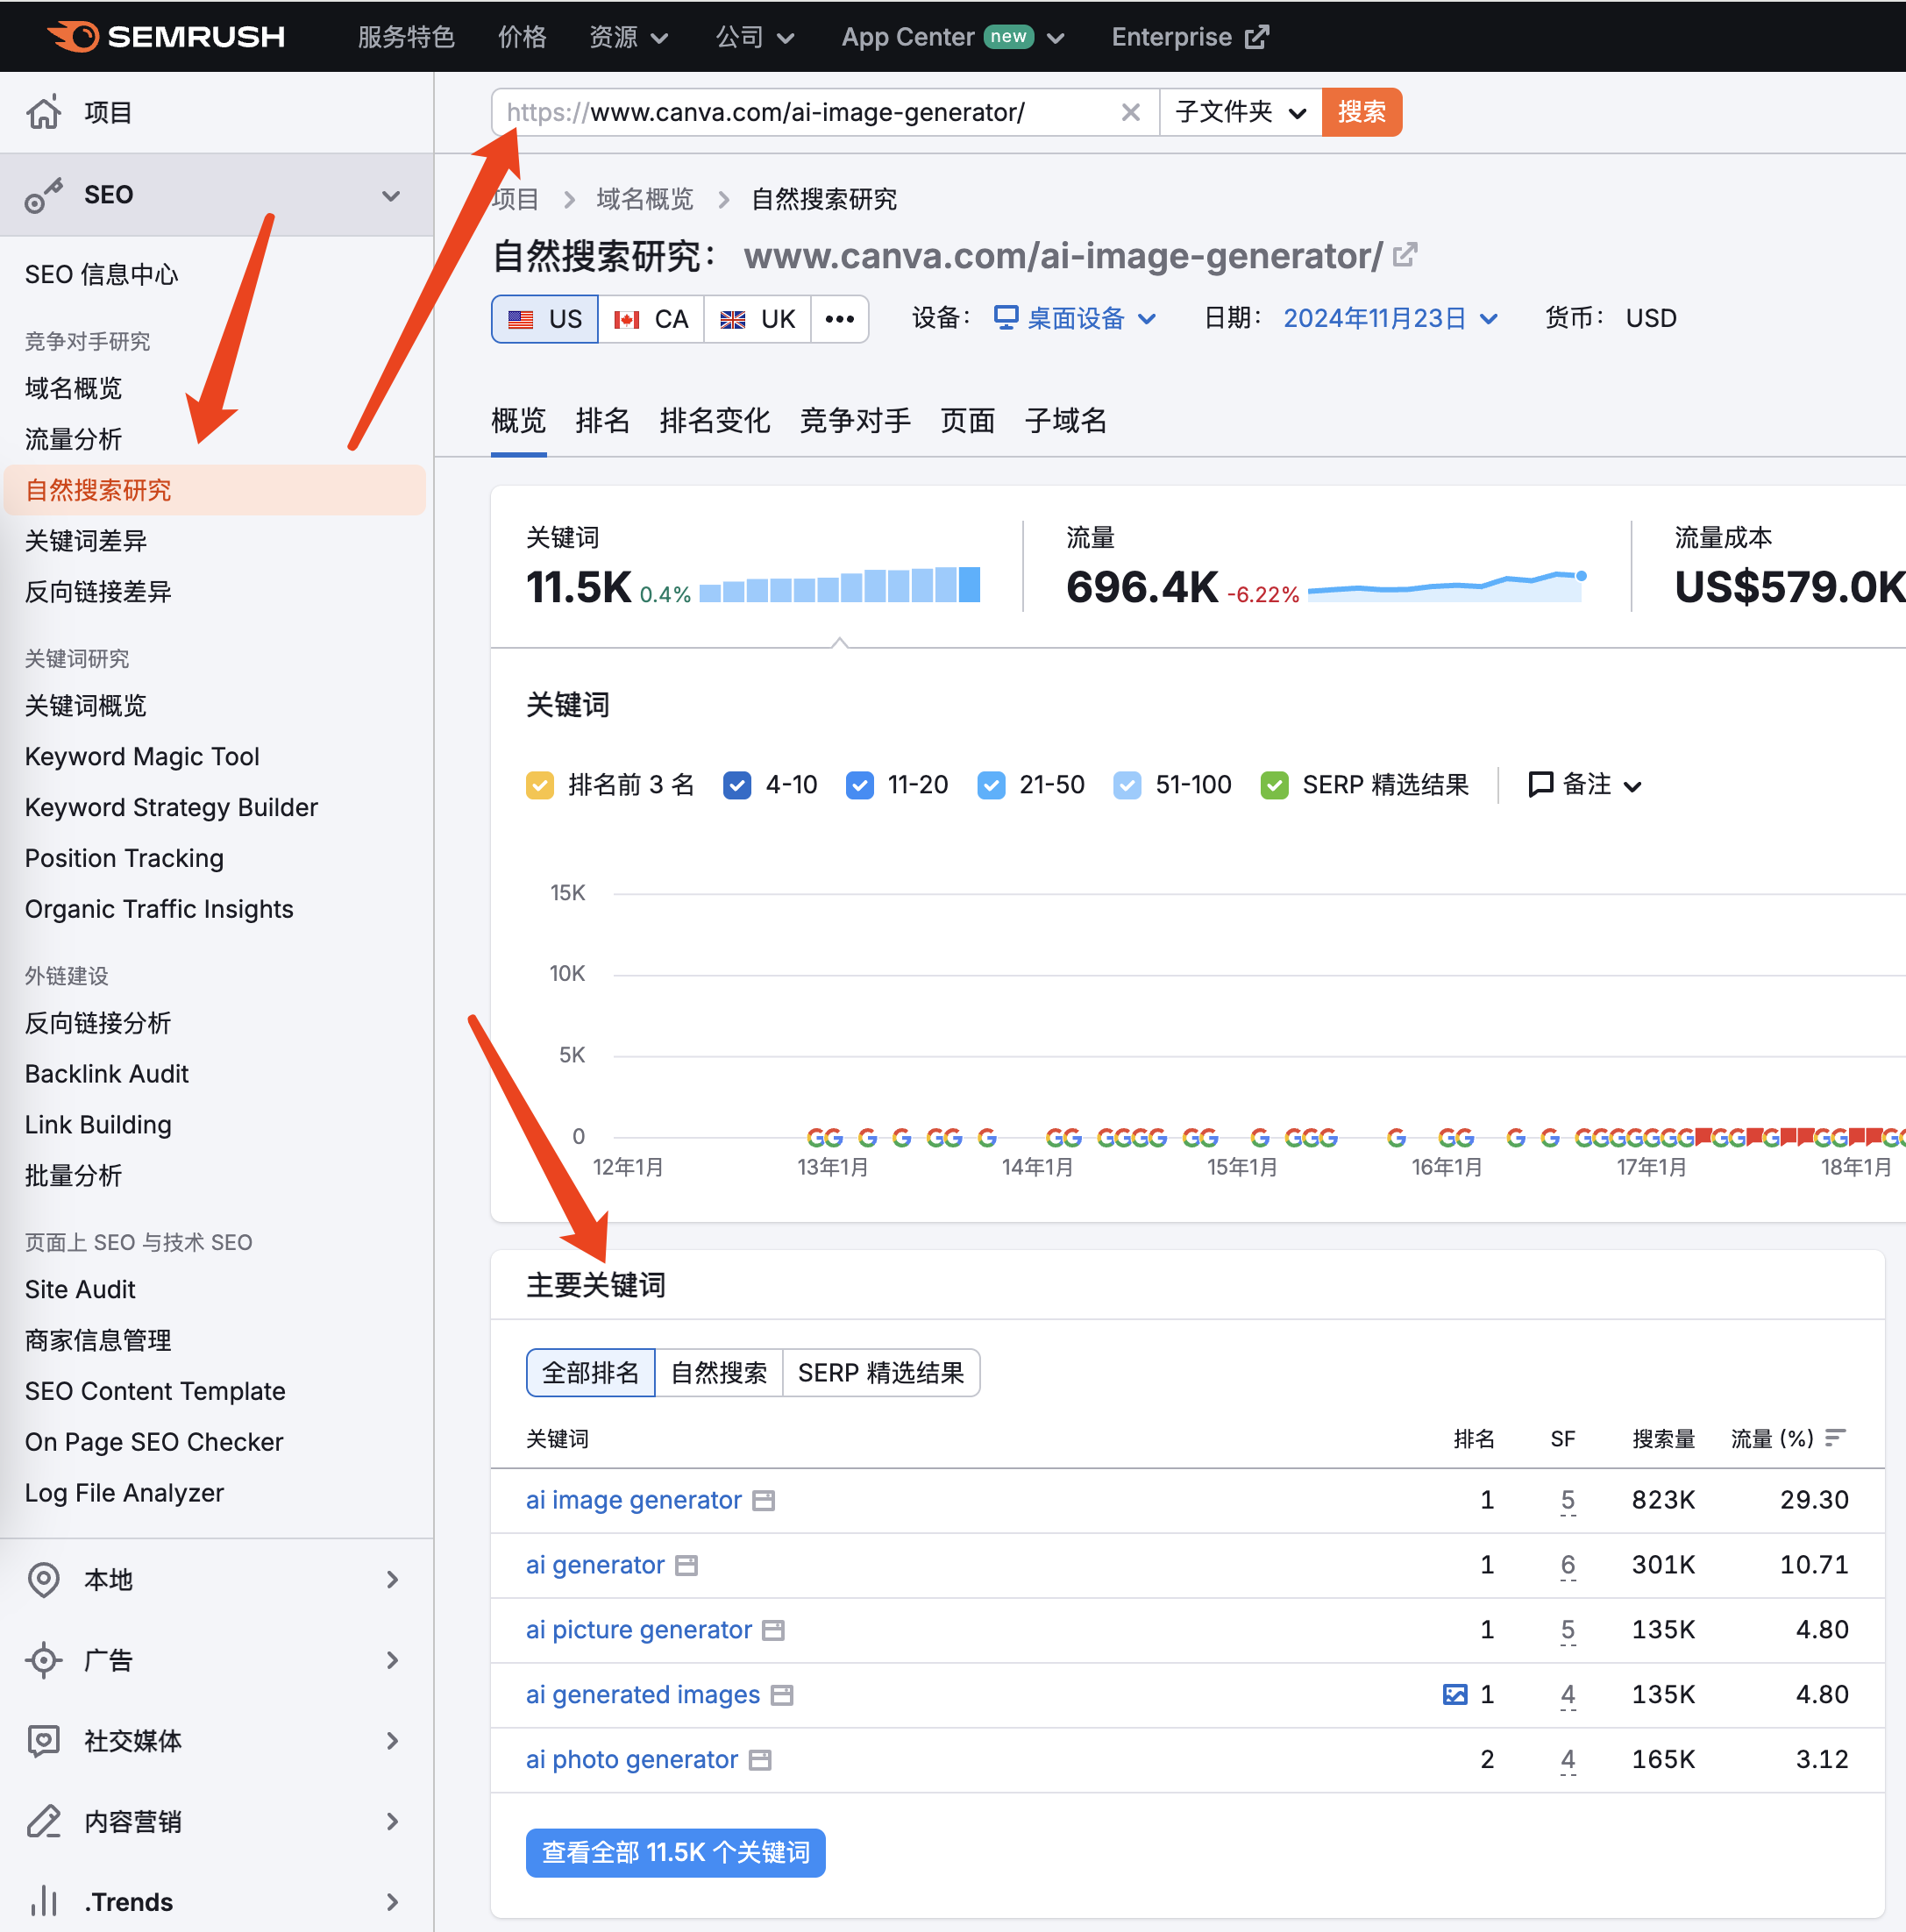 SEMRUSH
服务特色 价格 资源 公司 App Center new Enterprise
项目
SEO
SEO 信息中心
竞争对手研究
域名概览
流量分析
自然搜索研究
关键词差异
反向链接差异
关键词研究
关键词概览
Keyword Magic Tool
Keyword Strategy Builder
Position Tracking
Organic Traffic Insights
外链建设
反向链接分析
Backlink Audit
Link Building
批量分析
页面上 SEO 与技术 SEO
Site Audit
商家信息管理
SEO Content Template
On Page SEO Checker
Log File Analyzer
本地
广告
社交媒体
内容营销
.Trends
https://www.canva.com/ai-image-generator/ 子文件夹 搜索
项目 域名概览 自然搜索研究
自然搜索研究： www.canva.com/ai-image-generator/
US CA UK 设备： 桌面设备 日期： 2024年11月23日 货币： USD
概览 排名 排名变化 竞争对手 页面 子域名
关键词 流量 流量成本
11.5K 0.4% 696.4K -6.22% US$579.0K
关键词
排名前 3 名 4-10 11-20 21-50 51-100 SERP 精选结果 备注
15K
10K
5K
0
12年1月 13年1月 14年1月 15年1月 16年1月 17年1月 18年1月
主要关键词
全部排名 自然搜索 SERP 精选结果
关键词 排名 SF 搜索量 流量 (%)
ai image generator 1 5 823K 29.30
ai generator 1 6 301K 10.71
ai picture generator 1 5 135K 4.80
ai generated images 1 4 135K 4.80
ai photo generator 2 4 165K 3.12
查看全部 11.5K 个关键词